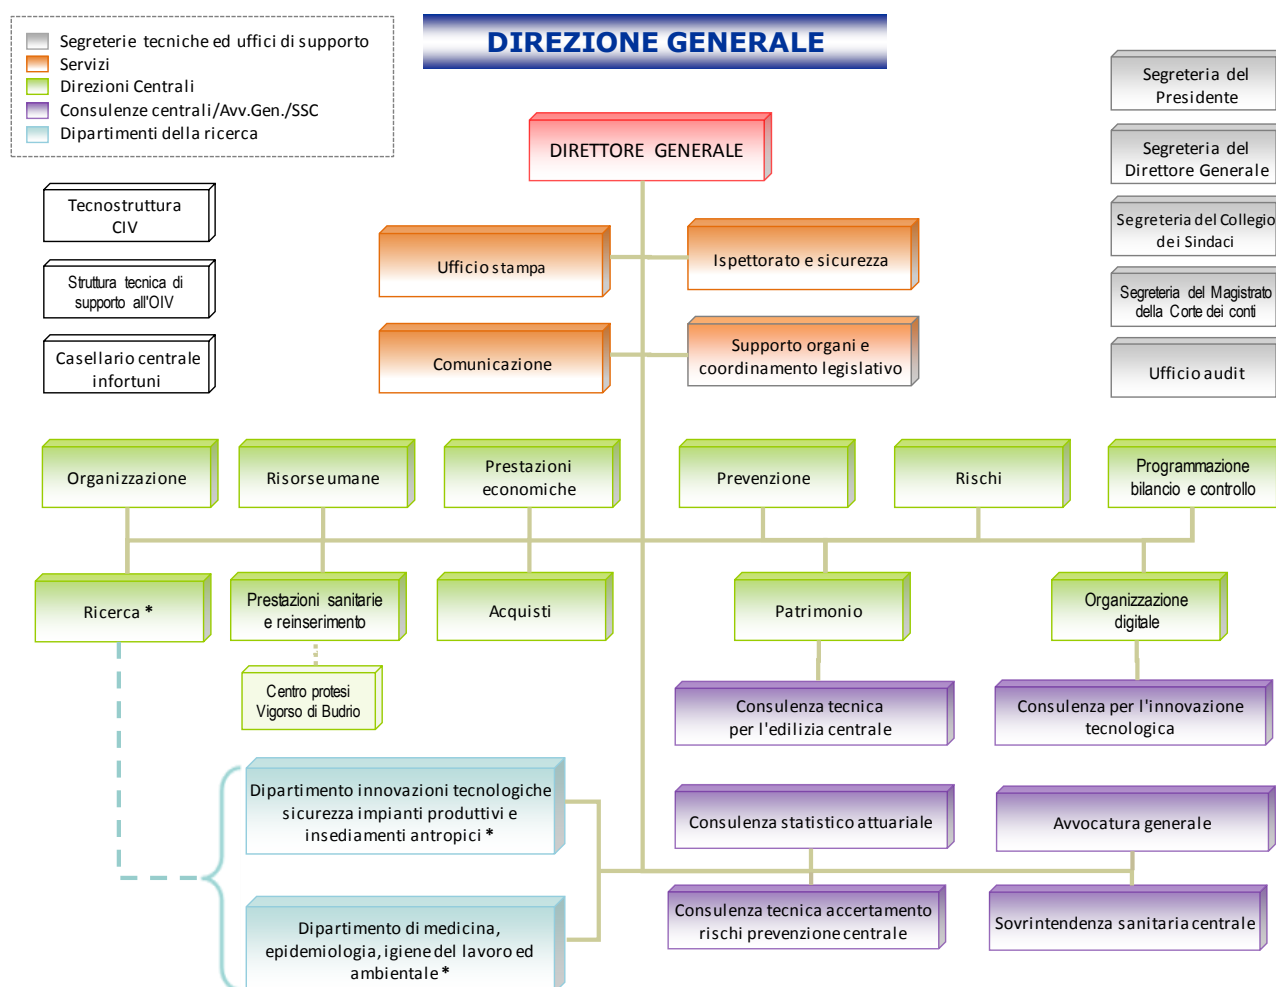 DIREZIONE GENERALE
Segreterie tecniche ed uffici di supporto
Servizi
Direzioni Centrali
Consulenze centrali/Avv.Gen./SSC
Dipartimenti della ricerca
DIRETTORE GENERALE
Segreteria del
Presidente
Segreteria del
Direttore Generale
Segreteria del Collegio
dei Sindaci
Segreteria del Magistrato
della Corte dei conti
Ufficio audit
Tecnostruttura
CIV
Struttura tecnica di
supporto all'OIV
Casellario centrale
infortuni
Ufficio stampa
Ispettorato e sicurezza
Comunicazione
Supporto organi e
coordinamento legislativo
Organizzazione
Risorse umane
Prestazioni
economiche
Prevenzione
Rischi
Programmazione
bilancio e controllo
Ricerca *
Prestazioni sanitarie
e reinserimento
Acquisti
Patrimonio
Organizzazione
digitale
Centro protesi
Vigorso di Budrio
Consulenza tecnica
per l'edilizia centrale
Consulenza per l'innovazione
tecnologica
Dipartimento innovazioni tecnologiche
sicurezza impianti produttivi e
insediamenti antropici *
Consulenza statistico attuariale
Avvocatura generale
Dipartimento di medicina,
epidemiologia, igiene del lavoro ed
ambientale *
Consulenza tecnica accertamento
rischi prevenzione centrale
Sovrintendenza sanitaria centrale